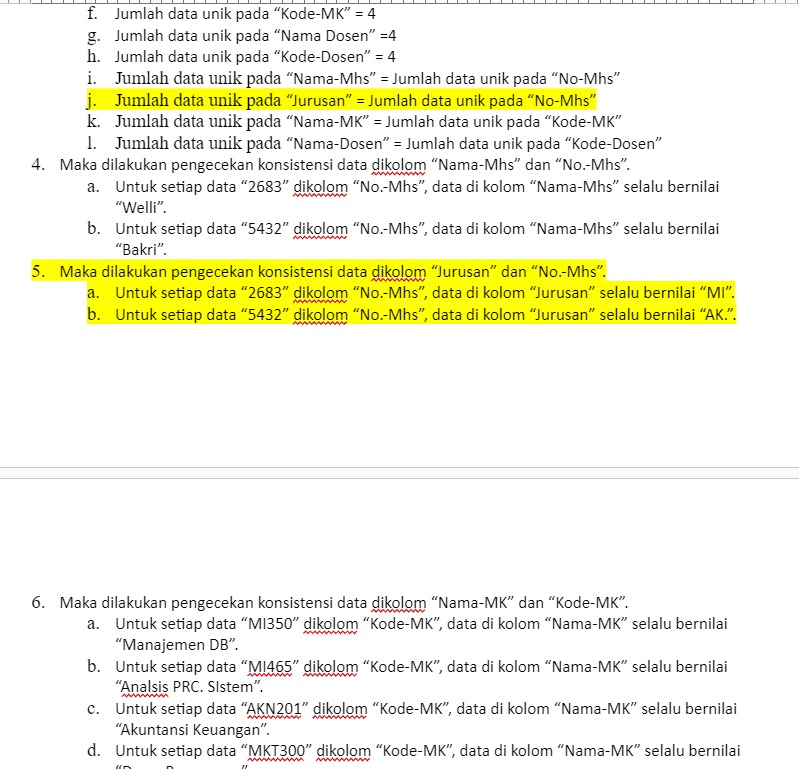 f. Jumlah data unik pada “Kode-MK” = 4
g. Jumlah data unik pada “Nama Dosen” =4
h. Jumlah data unik pada “Kode-Dosen” = 4
i. Jumlah data unik pada “Nama-Mhs” = Jumlah data unik pada “No-Mhs”
j. Jumlah data unik pada “Jurusan” = Jumlah data unik pada “No-Mhs”
k. Jumlah data unik pada “Nama-MK” = Jumlah data unik pada “Kode-MK”
l. Jumlah data unik pada “Nama-Dosen” = Jumlah data unik pada “Kode-Dosen”
4. Maka dilakukan pengecekan konsistensi data dikolom “Nama-Mhs” dan “No.-Mhs”.
a. Untuk setiap data “2683” dikolom “No.-Mhs”, data di kolom “Nama-Mhs” selalu bernilai
“Welli”.
b. Untuk setiap data “5432” dikolom “No.-Mhs”, data di kolom “Nama-Mhs” selalu bernilai
“Bakri”.
5. Maka dilakukan pengecekan konsistensi data dikolom “Jurusan” dan “No.-Mhs”.
a. Untuk setiap data “2683” dikolom “No.-Mhs”, data di kolom “Jurusan” selalu bernilai “MI”.
b. Untuk setiap data “5432” dikolom “No.-Mhs”, data di kolom “Jurusan” selalu bernilai “AK.”.
6. Maka dilakukan pengecekan konsistensi data dikolom “Nama-MK” dan “Kode-MK”.
a. Untuk setiap data “MI350” dikolom “Kode-MK”, data di kolom “Nama-MK” selalu bernilai
“Manajemen DB”.
b. Untuk setiap data “MI465” dikolom “Kode-MK”, data di kolom “Nama-MK” selalu bernilai
“Analsis PRC. SIstem”.
c. Untuk setiap data “AKN201” dikolom “Kode-MK”, data di kolom “Nama-MK” selalu bernilai
“Akuntansi Keuangan”.
d. Untuk setiap data “MKT300” dikolom “Kode-MK”, data di kolom “Nama-MK” selalu bernilai